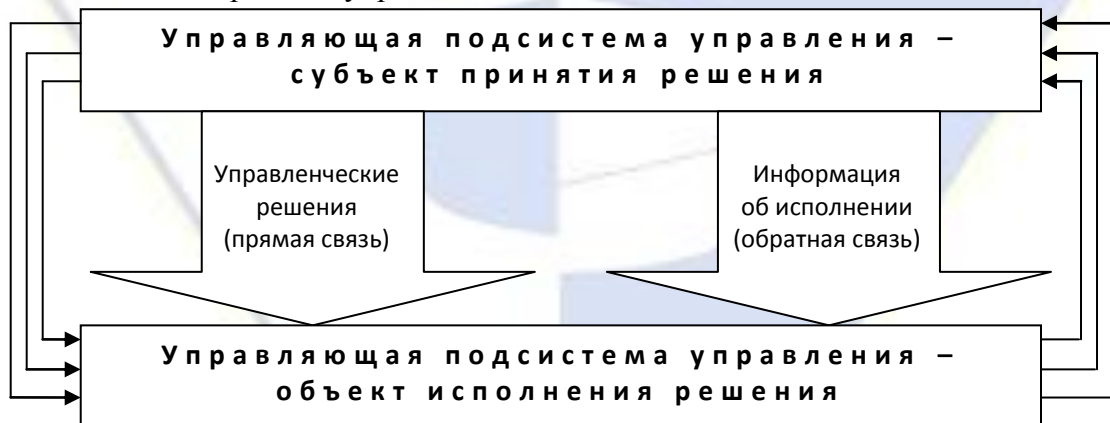 Управляющая подсистема управления –
субъект принятия решения
Управленческие
решения
(прямая связь)
Информация
об исполнении
(обратная связь)
Управляющая подсистема управления –
объект исполнения решения